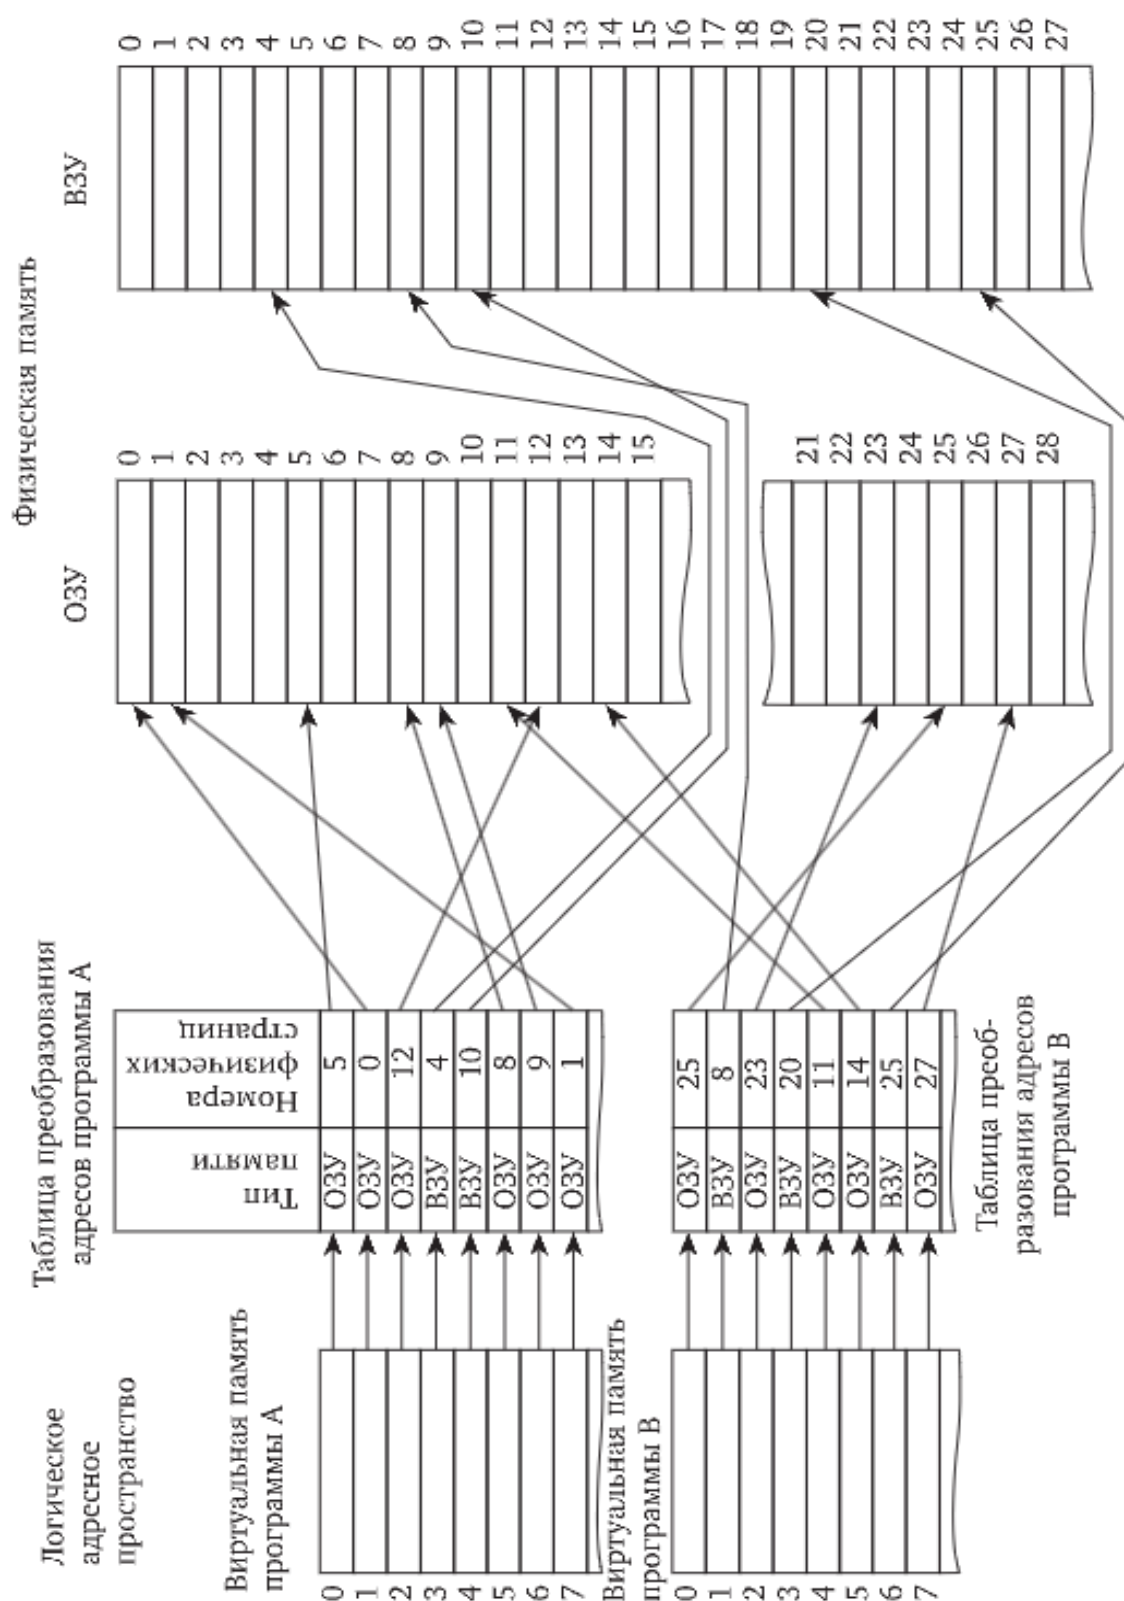 Логическое
адресное
пространство
Виртуальная память
программы A
0
1
2
3
4
5
6
7
Виртуальная память
программы B
0
1
2
3
4
5
6
7
Таблица преобразования
адресов программы A
Тип
памяти
Номера
физических
страниц
ОЗУ 5
ОЗУ 0
ОЗУ 12
ВЗУ 4
ВЗУ 10
ОЗУ 8
ОЗУ 9
ОЗУ 1
ОЗУ 25
ВЗУ 8
ОЗУ 23
ВЗУ 20
ОЗУ 11
ОЗУ 14
ВЗУ 25
ОЗУ 27
Таблица преоб-
разования адресов
программы B
Физическая память
ОЗУ
0
1
2
3
4
5
6
7
8
9
10
11
12
13
14
15
21
22
23
24
25
26
27
28
ВЗУ
0
1
2
3
4
5
6
7
8
9
10
11
12
13
14
15
16
17
18
19
20
21
22
23
24
25
26
27